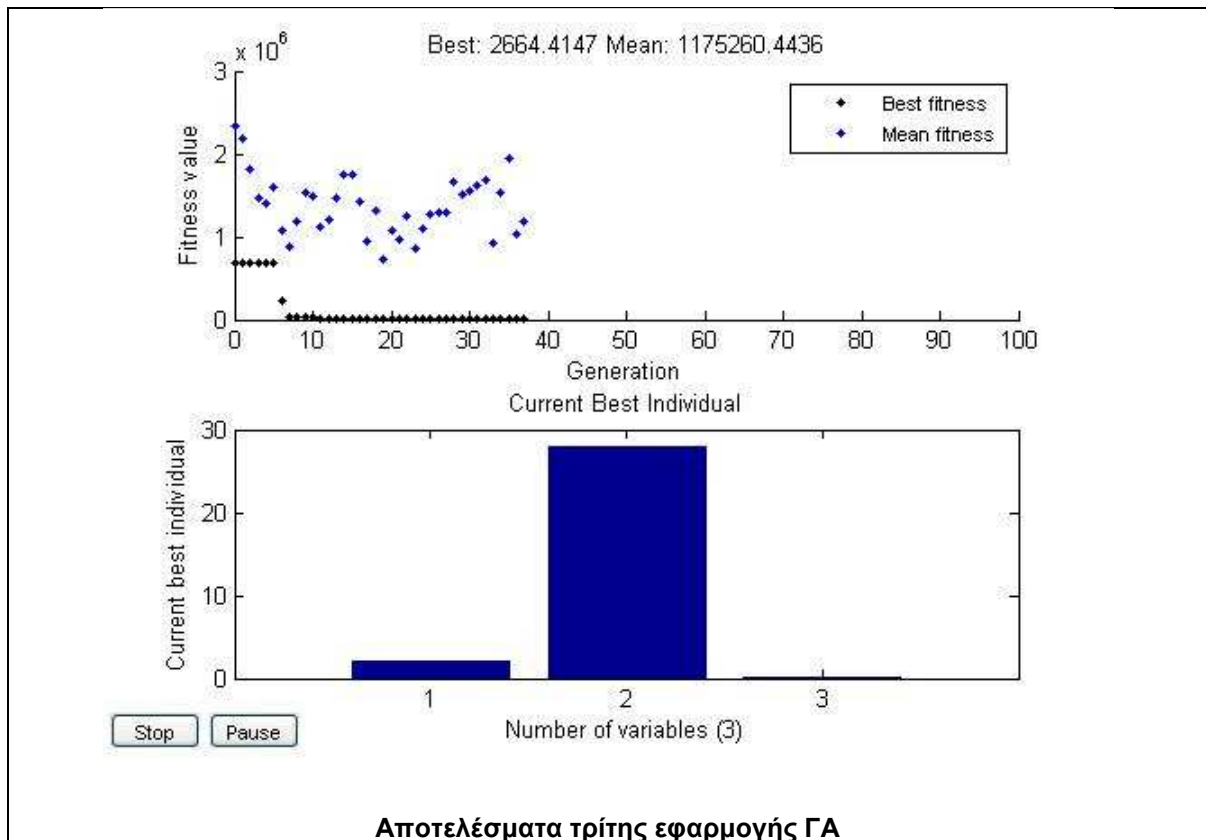 Best: 2664.4147 Mean: 1175260.4436
x 10^6
3
2
1
0
Fitness value
Best fitness
Mean fitness
0 10 20 30 40 50 60 70 80 90 100
Generation
Current Best Individual
30
20
10
0
Current best individual
1 2 3
Number of variables (3)
Stop Pause
Αποτελέσματα τρίτης εφαρμογής ΓΑ